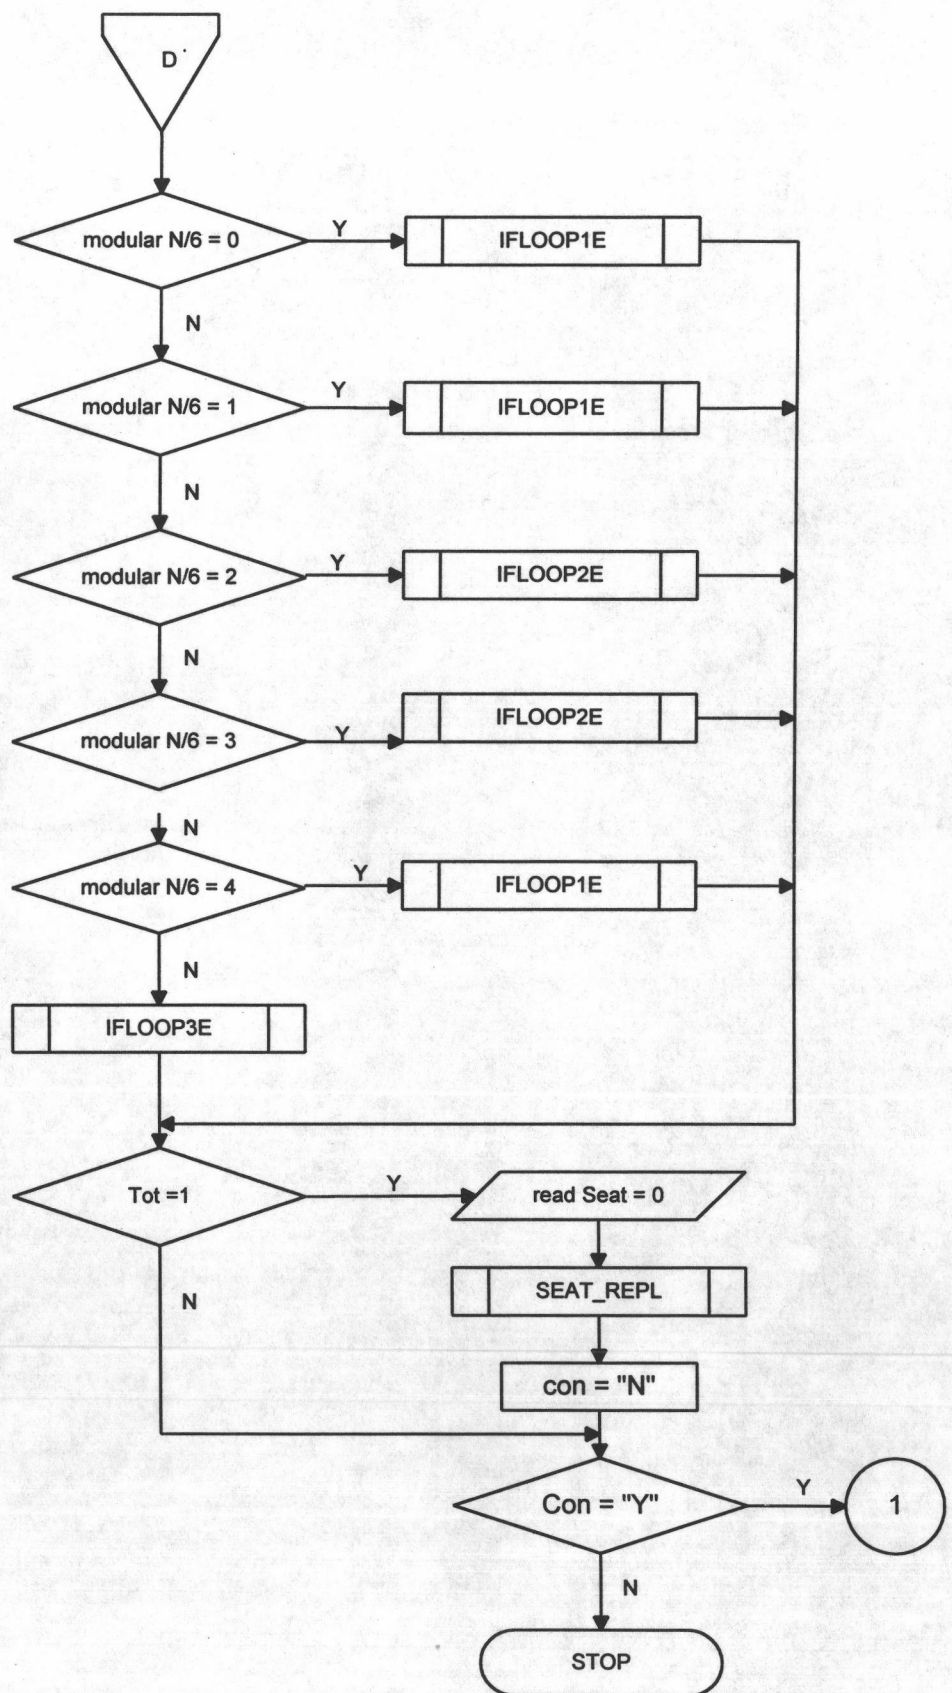 D
modular N/6 = 0
Y
IFLOOP1E
N
modular N/6 = 1
Y
IFLOOP1E
N
modular N/6 = 2
Y
IFLOOP2E
N
modular N/6 = 3
Y
IFLOOP2E
N
modular N/6 = 4
Y
IFLOOP1E
N
IFLOOP3E
Tot =1
Y
read Seat = 0
N
SEAT_REPL
con = "N"
Con = "Y"
Y
1
N
STOP